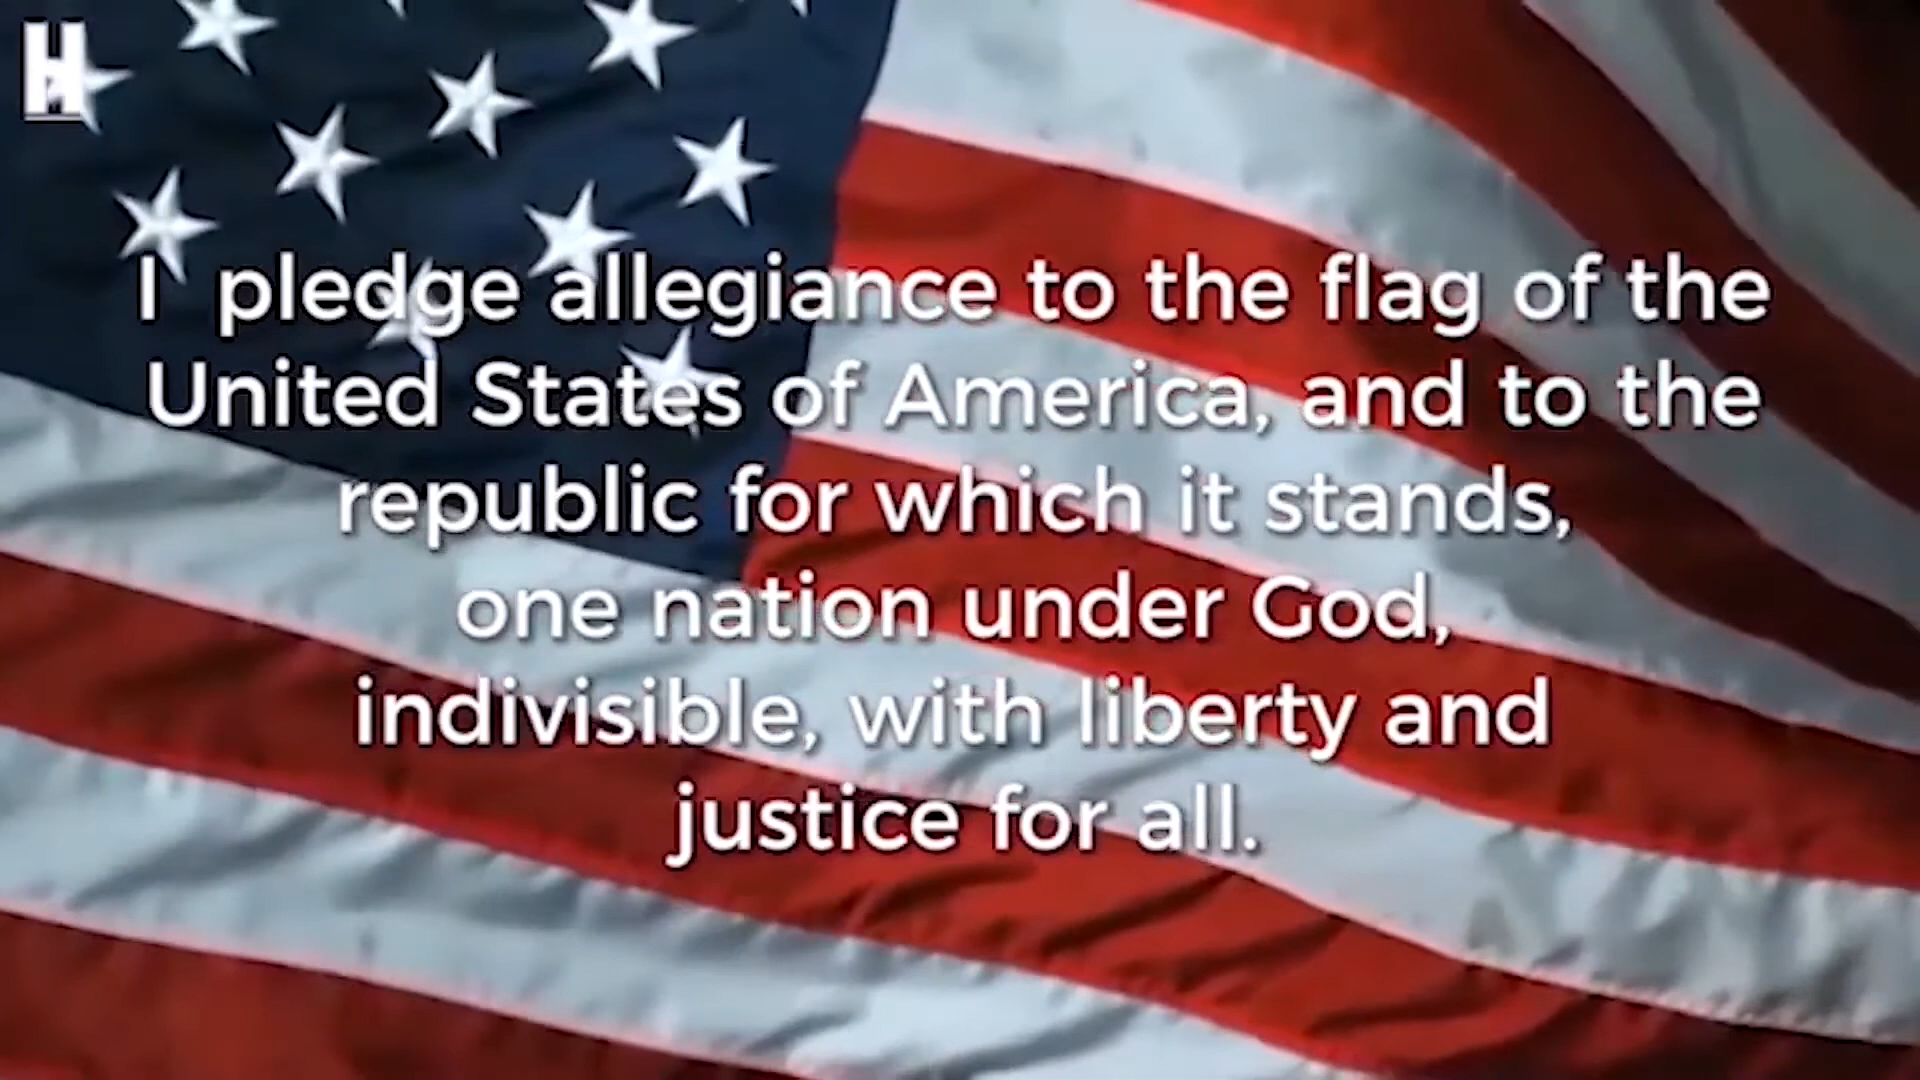 H
I pledge allegiance to the flag of the
United States of America, and to the
republic for which it stands,
one nation under God,
indivisible, with liberty and
justice for all.